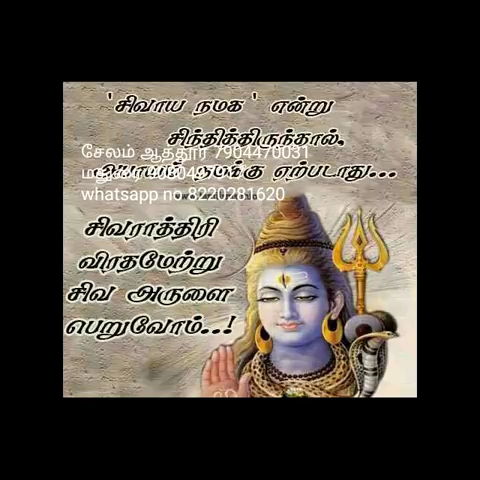 'சிவாய நமக' என்று
சிந்தித்திருந்கால்,
சேலம் ஆத்தூர் 7904470031
நமக்கு ஏற்படாது...
whatsapp no 8220281620
சிவராத்திரி
விரதமேற்று
சிவ அருளை
பெறுவோம்..!